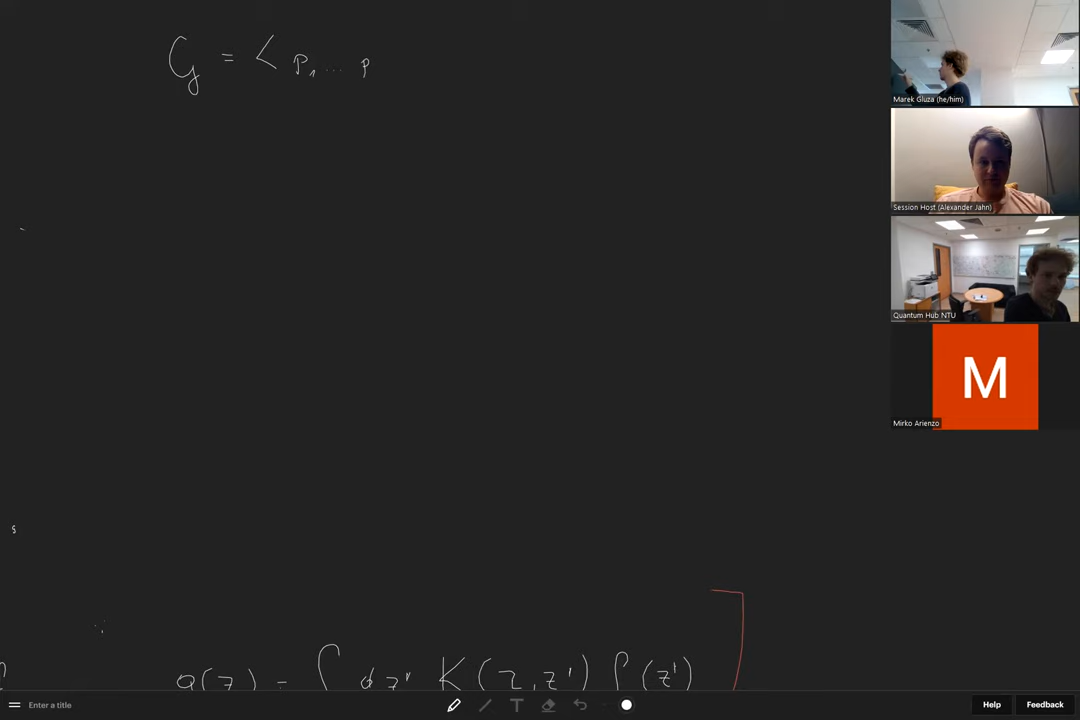 G = < P₁ ... P
Marek Gluza (he/him)
Session Host (Alexander Jahn)
Quantum Hub NTU
M
Mirko Arienzo
s
g(z) = ∫ dz' K(z, z') f(z')
Enter a title
T
Help
Feedback